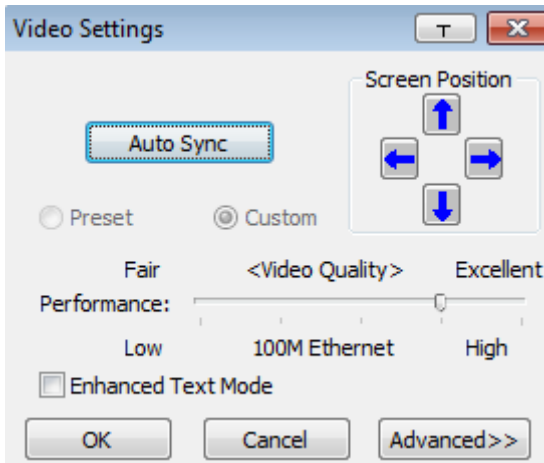 Video Settings
T
Screen Position
Auto Sync
Preset
Custom
Fair
<Video Quality>
Excellent
Performance:
Low
100M Ethernet
High
Enhanced Text Mode
OK
Cancel
Advanced>>